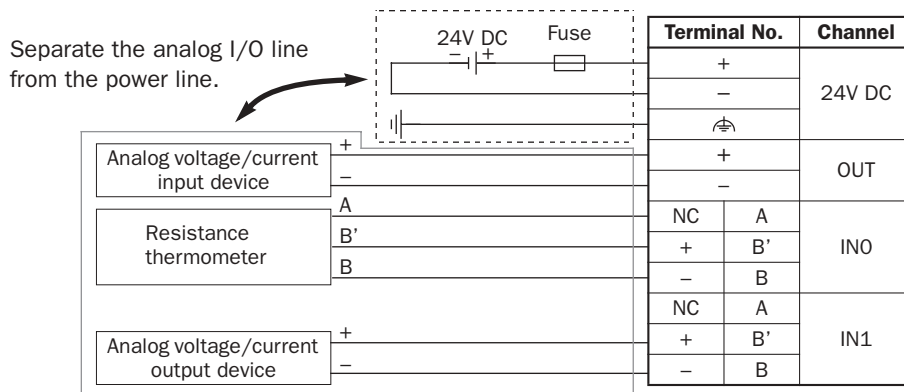 Separate the analog I/O line
from the power line.
24V DC
Fuse
– +
Terminal No. Channel
+
–
24V DC
+
–
OUT
NC A
+ B'
– B
IN0
NC A
+ B'
– B
IN1
Analog voltage/current
input device
+
–
Resistance
thermometer
A
B'
B
Analog voltage/current
output device
+
–